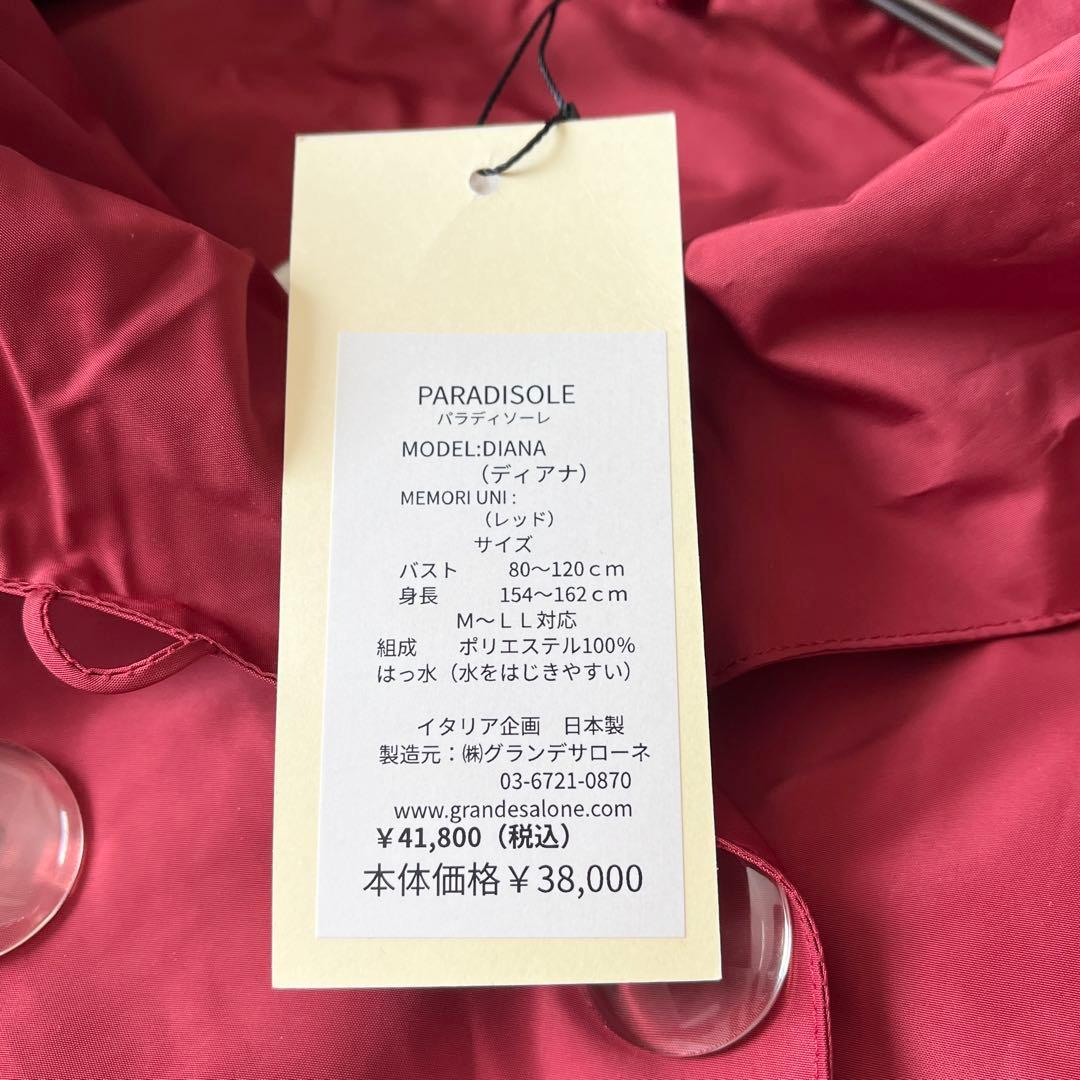 PARADISOLE
パラディソーレ
MODEL:DIANA
（ディアナ）
MEMORI UNI :
（レッド）
サイズ
バスト 80～120ｃｍ
身長 154～162ｃｍ
Ｍ～ＬＬ対応
組成 ポリエステル100%
はっ水（水をはじきやすい）
イタリア企画 日本製
製造元：㈱グランデサローネ
03-6721-0870
www.grandesalone.com
￥41,800（税込）
本体価格￥38,000